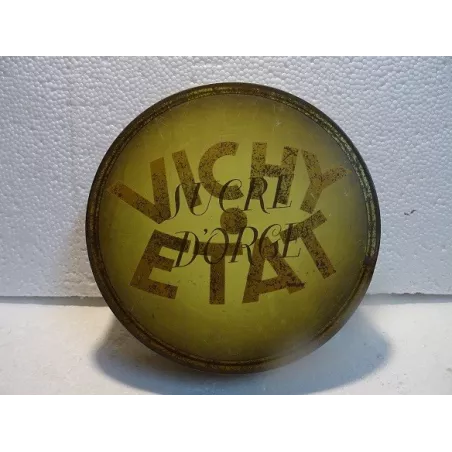 VICHY
SUCRE
D'ORGE
ETAT